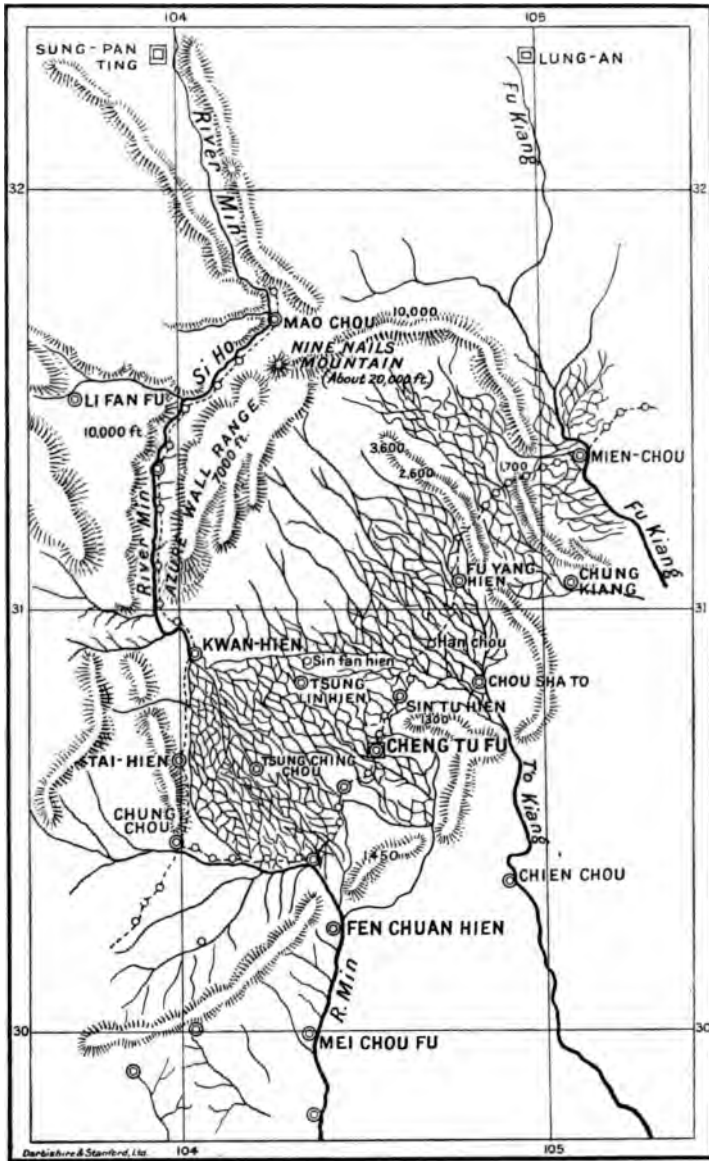 104
105
SUNG-PAN
TING
LUNG-AN
River Min
Fu Kiang
32
32
MAO CHOU
10,000
NINE NAILS
MOUNTAIN
(About 20,000 ft.)
Si Ho
LI FAN FU
10,000 ft
AZURE WALL RANGE
7000 ft.
3,600
2,600
1,700
MIEN-CHOU
Fu Kiang
River Min
FU YANG
HIEN
CHUNG
KIANG
31
31
KWAN-HIEN
Han chou
Sin fan hien
TSUNG
LIN HIEN
CHOU SHA TO
SIN TU HIEN
1300
CHENG TU FU
TAI-HIEN
TSUNG CHING
CHOU
To Kiang
CHUNG
CHOU
1450
CHIEN CHOU
FEN CHUAN HIEN
R. Min
30
30
MEI CHOU FU
104
105
Darbishire & Stanford, Ltd.